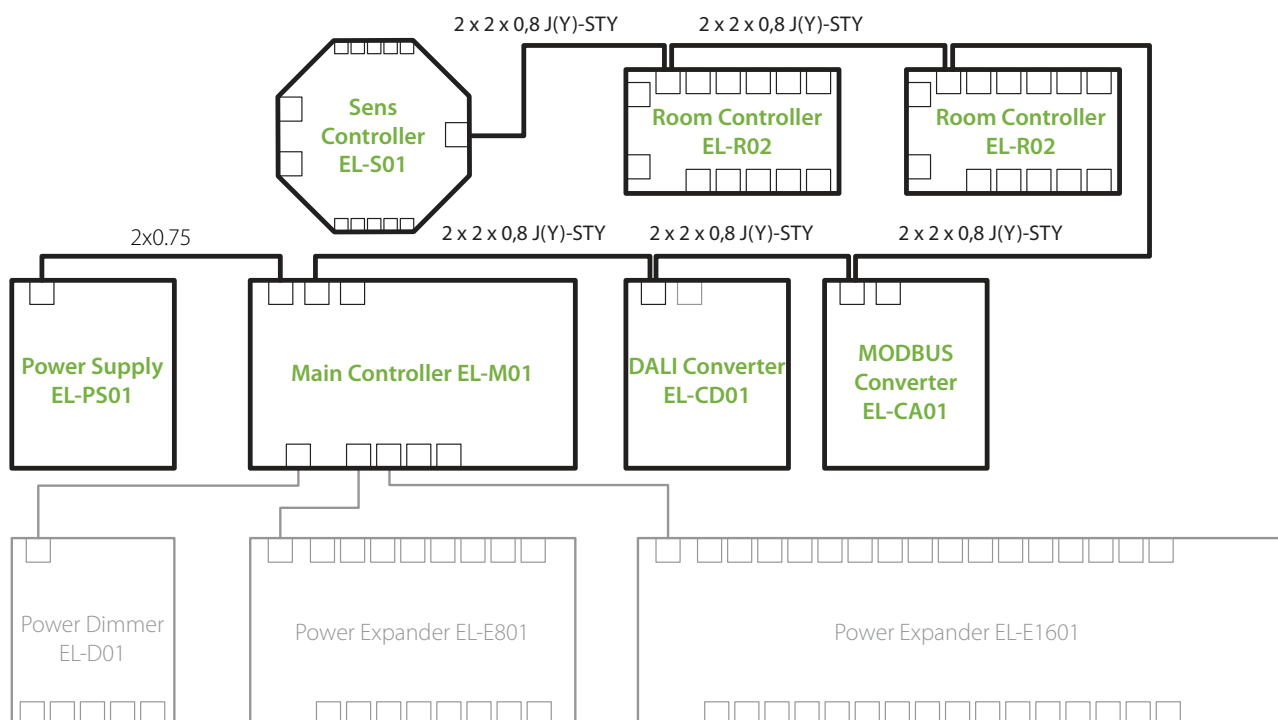 2 x 2 x 0,8 J(Y)-STY
2 x 2 x 0,8 J(Y)-STY
Sens
Controller
EL-S01
Room Controller
EL-R02
Room Controller
EL-R02
2x0.75
2 x 2 x 0,8 J(Y)-STY
2 x 2 x 0,8 J(Y)-STY
2 x 2 x 0,8 J(Y)-STY
Power Supply
EL-PS01
Main Controller EL-M01
DALI Converter
EL-CD01
MODBUS
Converter
EL-CA01
Power Dimmer
EL-D01
Power Expander EL-E801
Power Expander EL-E1601